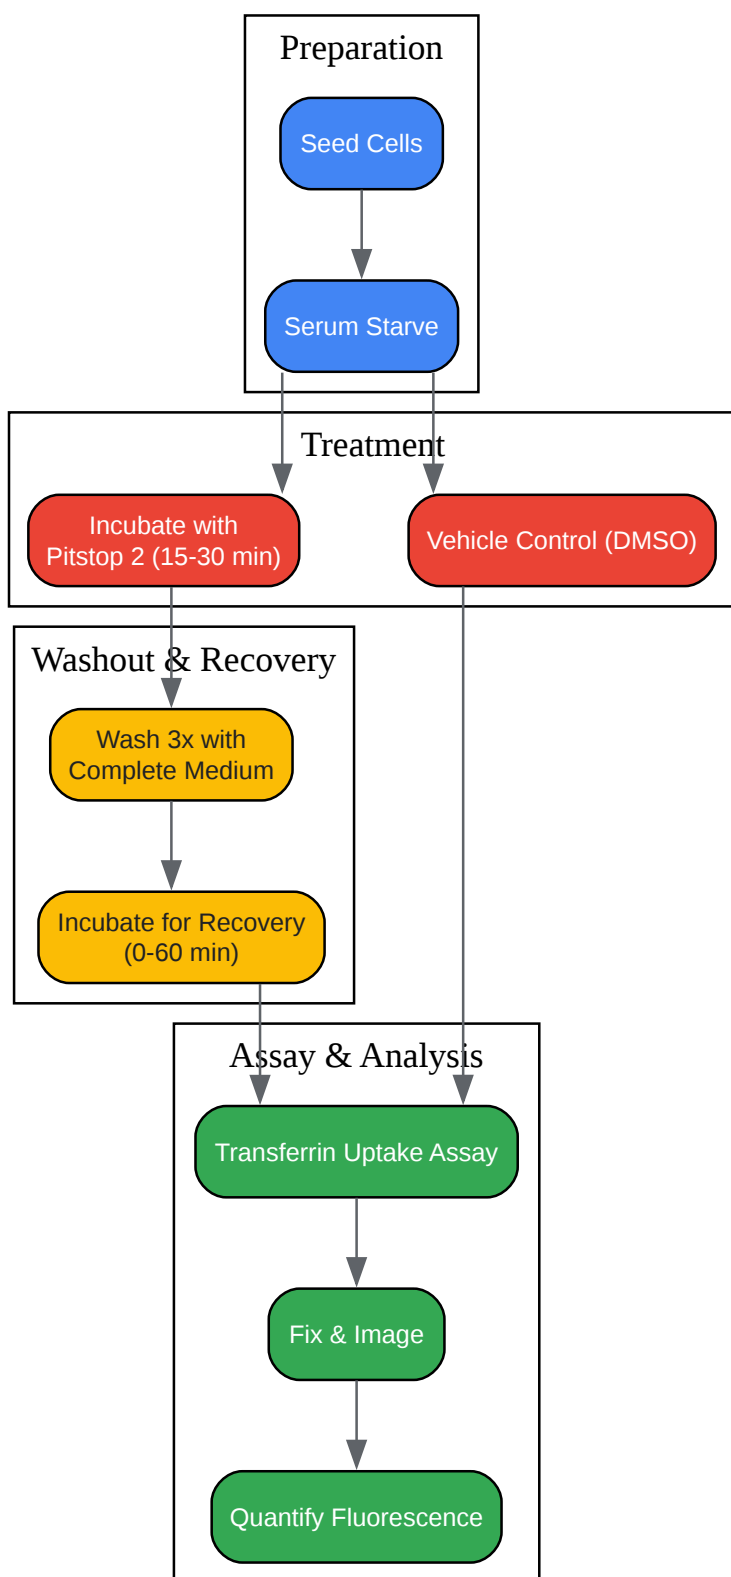 Preparation
Seed Cells
Serum Starve
Treatment
Incubate with
Pitstop 2 (15-30 min)
Vehicle Control (DMSO)
Washout & Recovery
Wash 3x with
Complete Medium
Incubate for Recovery
(0-60 min)
Assay & Analysis
Transferrin Uptake Assay
Fix & Image
Quantify Fluorescence